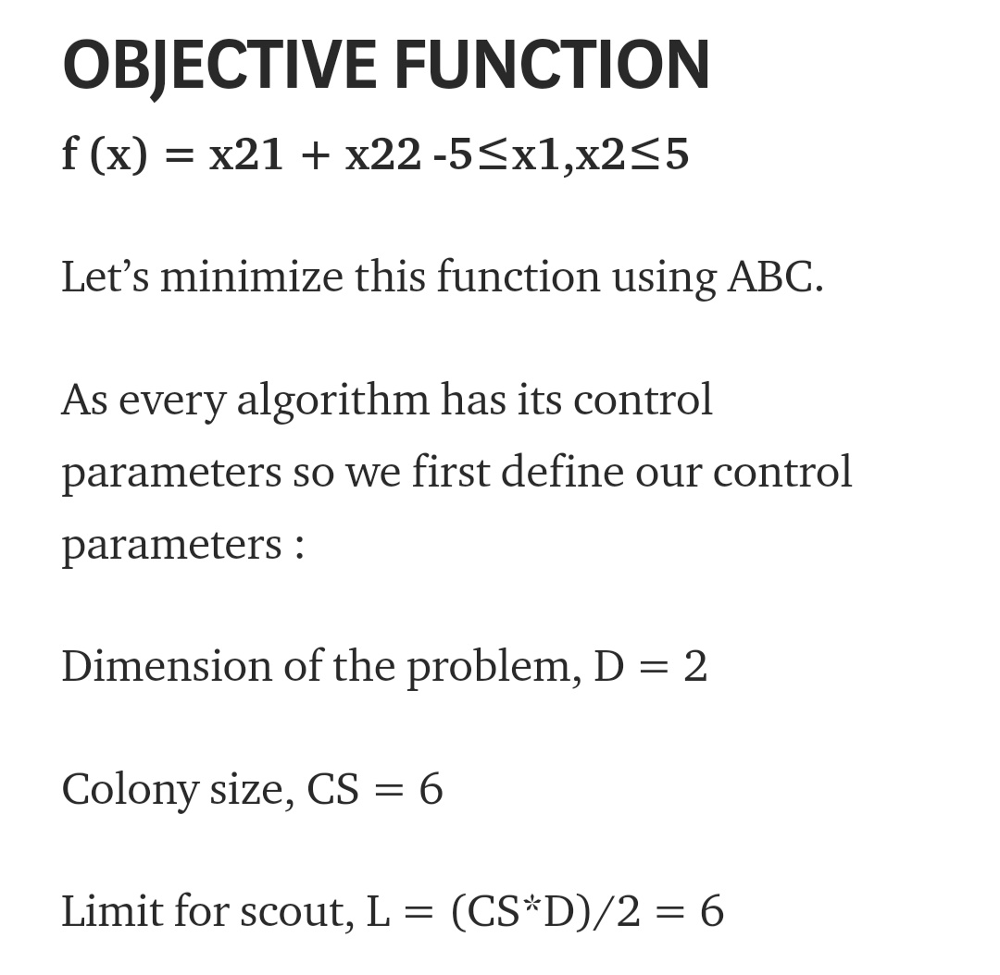 OBJECTIVE FUNCTION
f (x) = x21 + x22 -5≤x1,x2≤5
Let’s minimize this function using ABC.
As every algorithm has its control
parameters so we first define our control
parameters :
Dimension of the problem, D = 2
Colony size, CS = 6
Limit for scout, L = (CS*D)/2 = 6